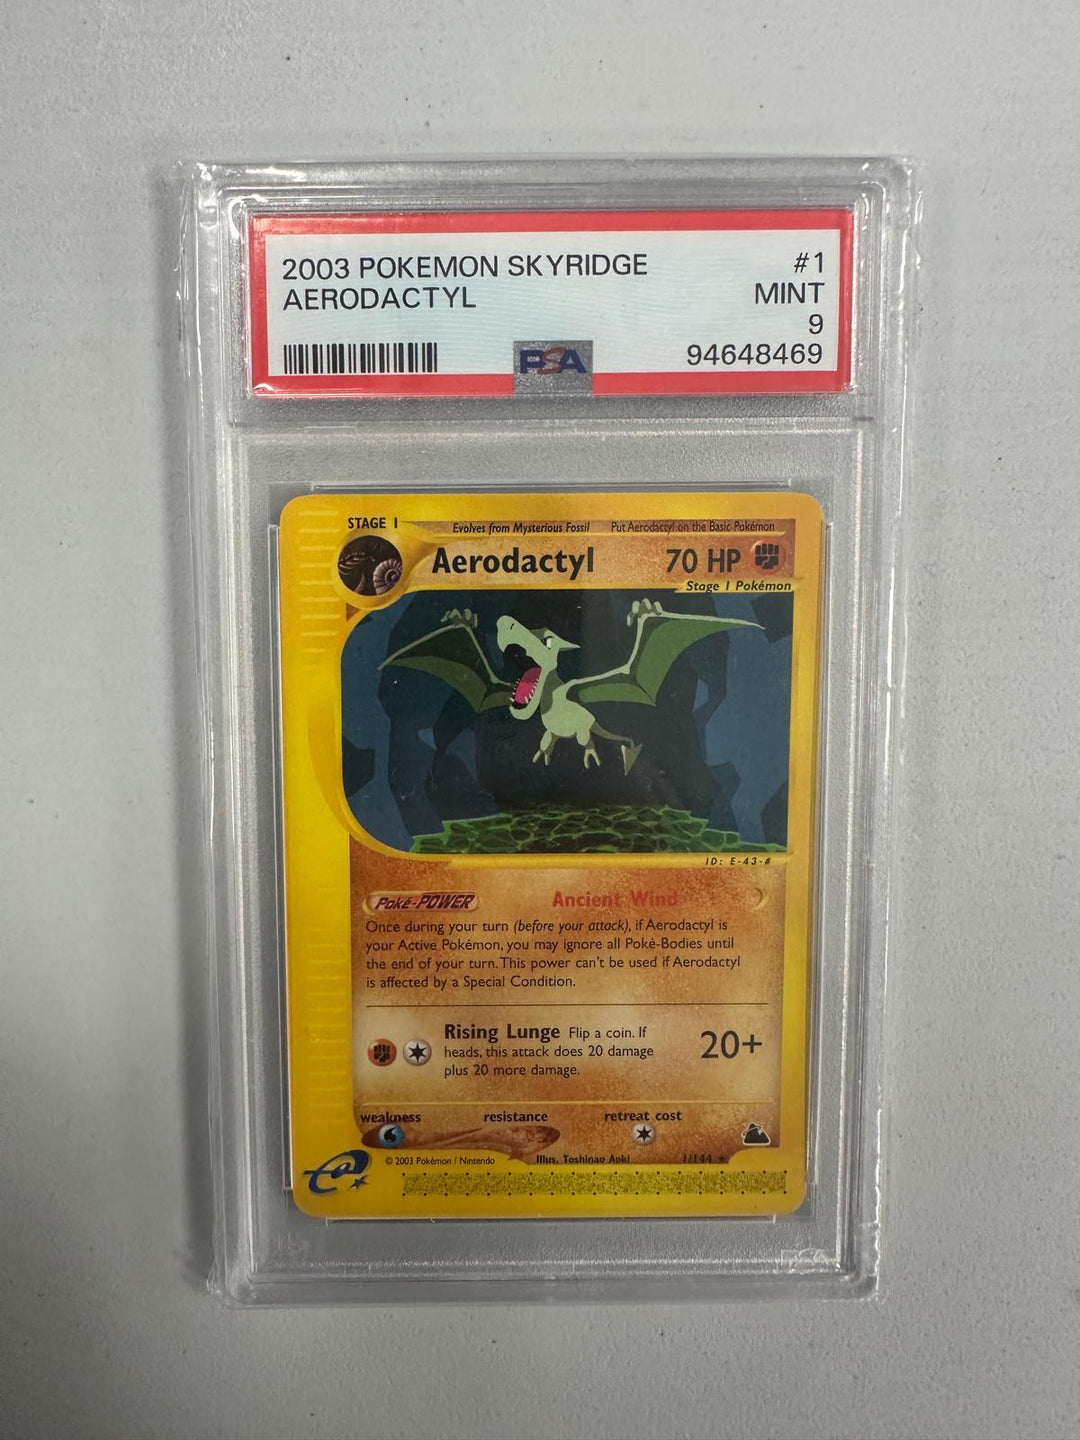 2003 POKEMON SKYRIDGE #1
AERODACTYL MINT
9
PSA 94648469
STAGE 1 Evolves from Mysterious Fossil Put Aerodactyl on the Basic Pokémon
Aerodactyl 70 HP
Stage 1 Pokémon
ID: E-43-#
Poké-POWER Ancient Wind
Once during your turn (before your attack), if Aerodactyl is
your Active Pokémon, you may ignore all Poké-Bodies until
the end of your turn. This power can't be used if Aerodactyl
is affected by a Special Condition.
Rising Lunge Flip a coin. If
heads, this attack does 20 damage
plus 20 more damage.
20+
weakness resistance retreat cost
© 2003 Pokémon / Nintendo Illus. Toshinao Aoki 1/144 ★
e
PSA